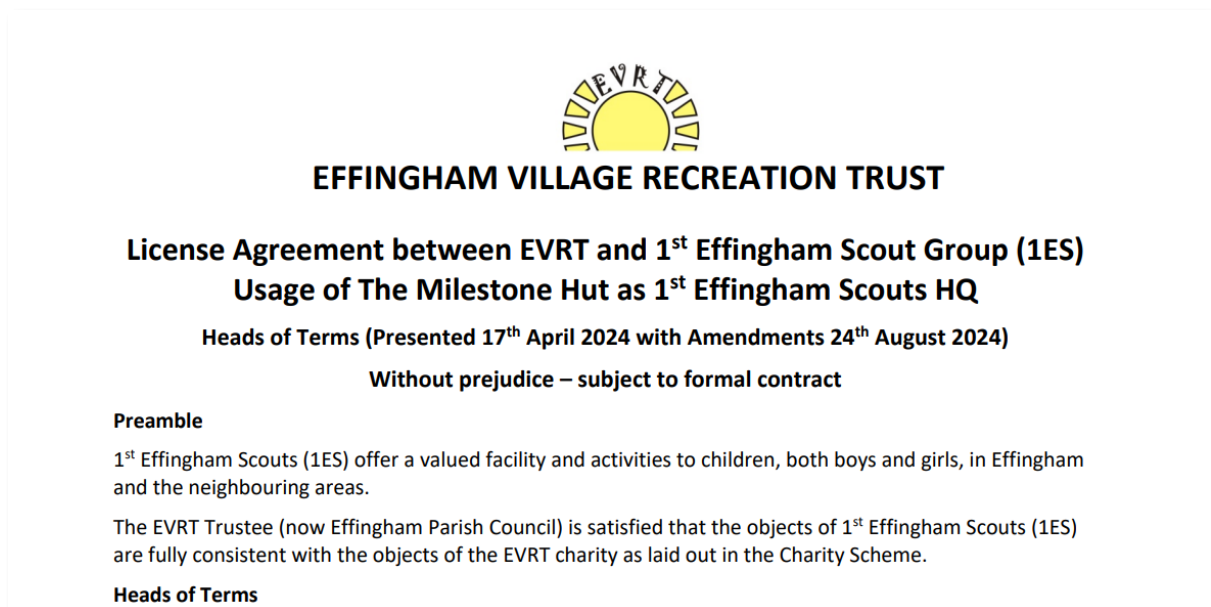 EVRT
EFFINGHAM VILLAGE RECREATION TRUST
License Agreement between EVRT and 1st Effingham Scout Group (1ES)
Usage of The Milestone Hut as 1st Effingham Scouts HQ
Heads of Terms (Presented 17th April 2024 with Amendments 24th August 2024)
Without prejudice – subject to formal contract
Preamble
1st Effingham Scouts (1ES) offer a valued facility and activities to children, both boys and girls, in Effingham
and the neighbouring areas.
The EVRT Trustee (now Effingham Parish Council) is satisfied that the objects of 1st Effingham Scouts (1ES)
are fully consistent with the objects of the EVRT charity as laid out in the Charity Scheme.
Heads of Terms